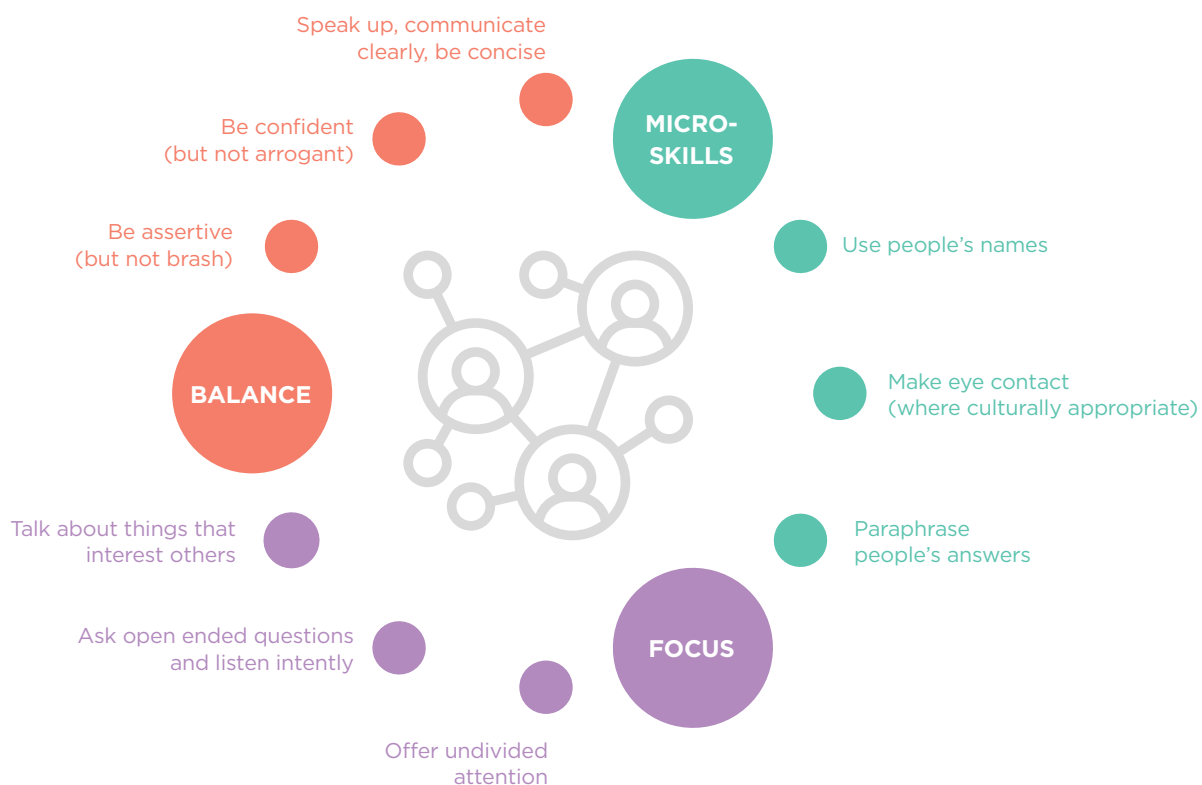 Speak up, communicate
clearly, be concise
MICRO-
SKILLS
Be confident
(but not arrogant)
Be assertive
(but not brash)
Use people’s names
BALANCE
Make eye contact
(where culturally appropriate)
Talk about things that
interest others
Paraphrase
people’s answers
Ask open ended questions
and listen intently
FOCUS
Offer undivided
attention